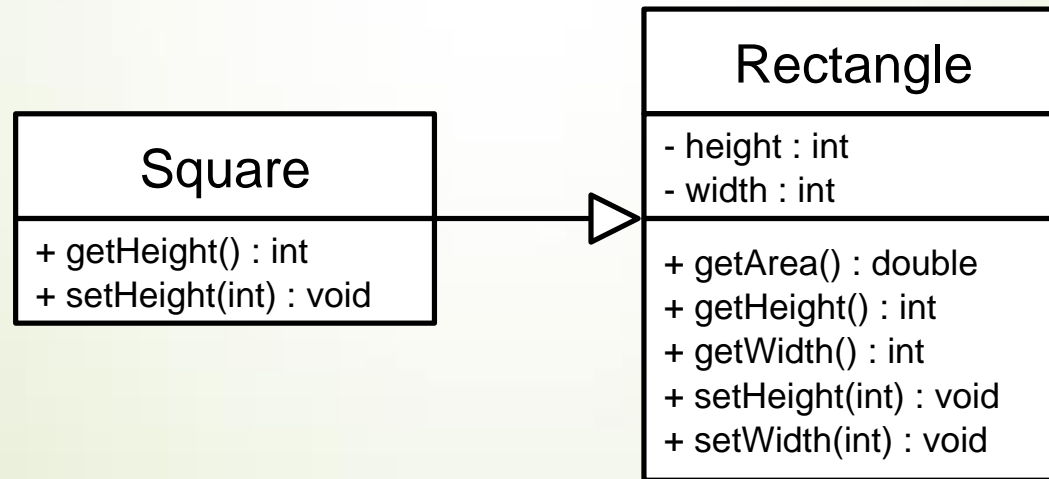 Square
+ getHeight() : int
+ setHeight(int) : void
Rectangle
- height : int
- width : int
+ getArea() : double
+ getHeight() : int
+ getWidth() : int
+ setHeight(int) : void
+ setWidth(int) : void